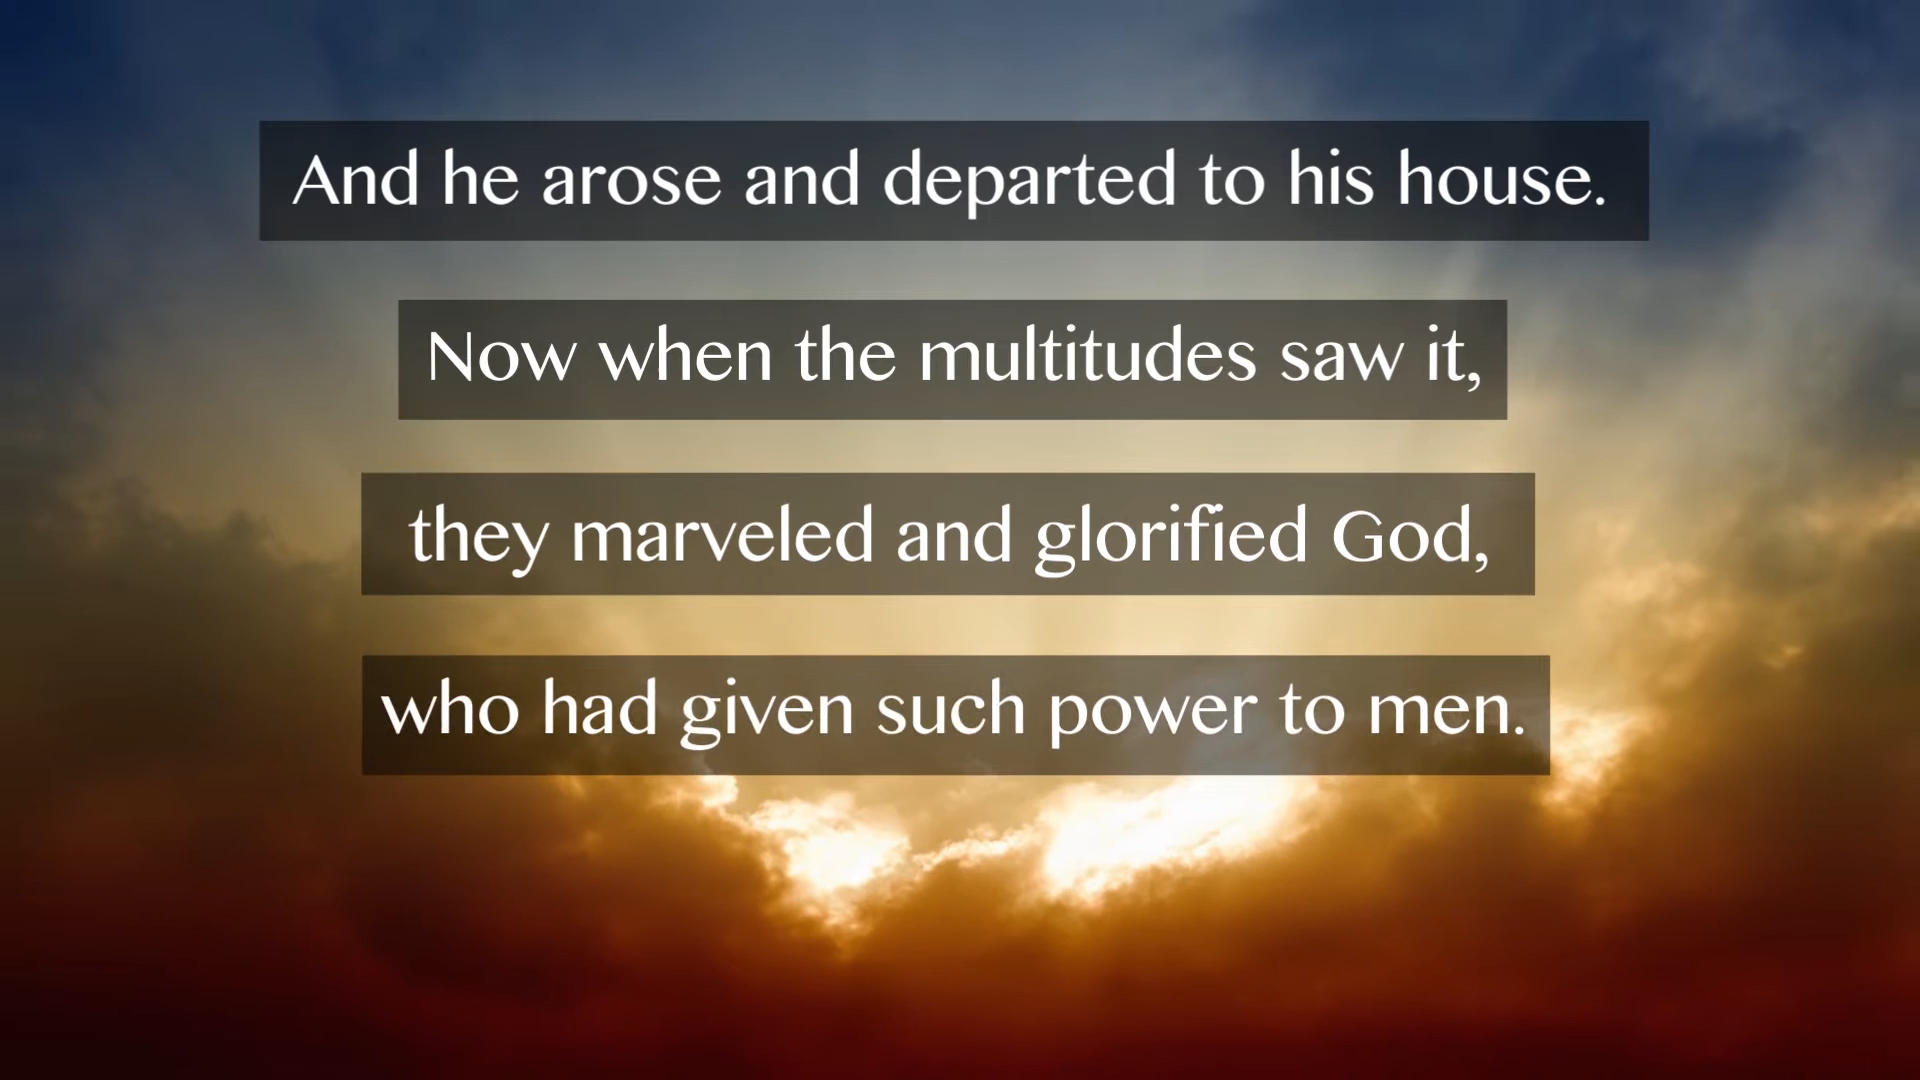 And he arose and departed to his house.
Now when the multitudes saw it,
they marveled and glorified God,
who had given such power to men.